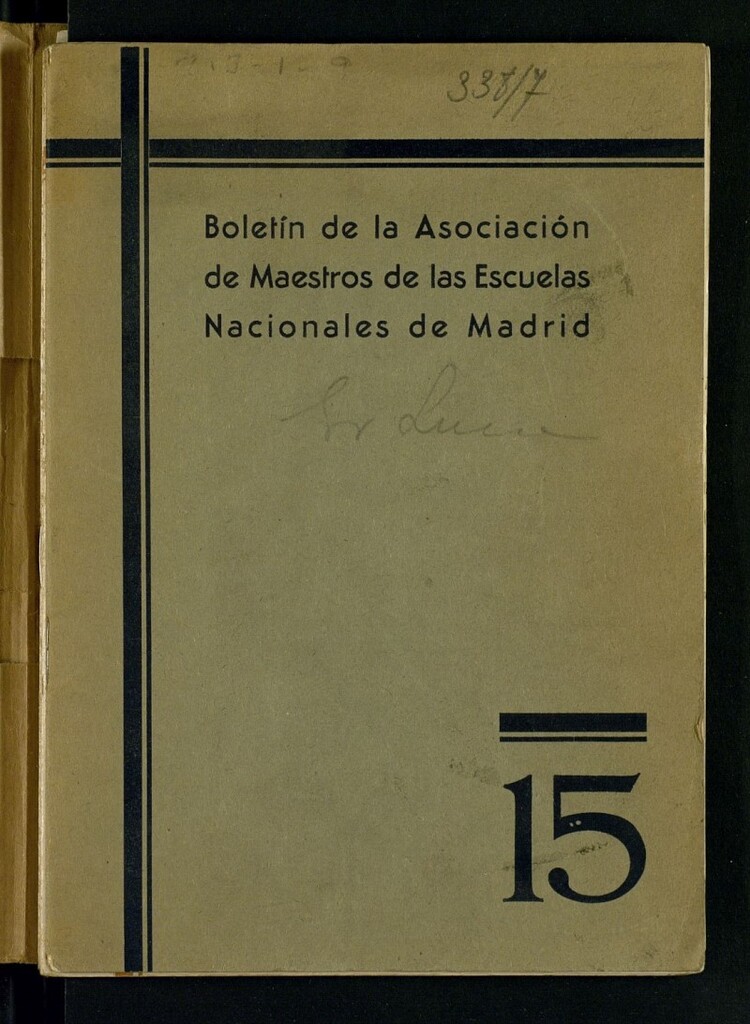 338/7
Boletín de la Asociación
de Maestros de las Escuelas
Nacionales de Madrid
15